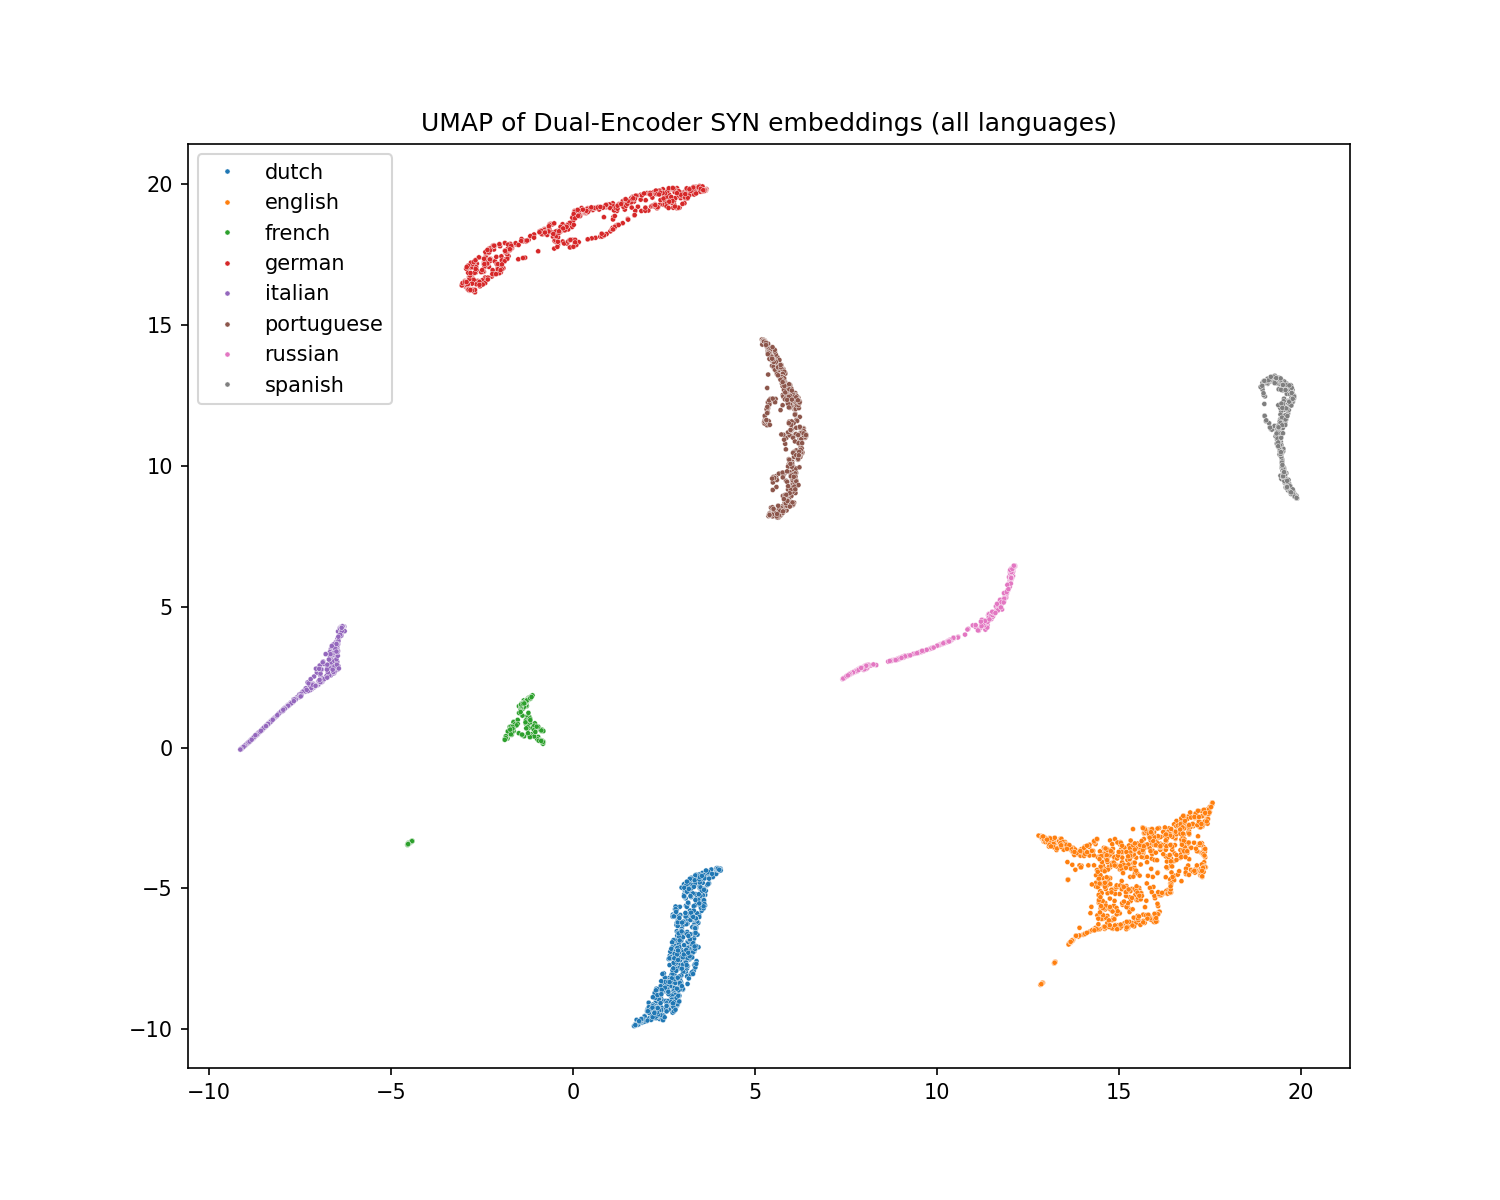 UMAP of Dual-Encoder SYN embeddings (all languages)
dutch
english
french
german
italian
portuguese
russian
spanish
20
15
10
5
0
−5
−10
−10
−5
0
5
10
15
20